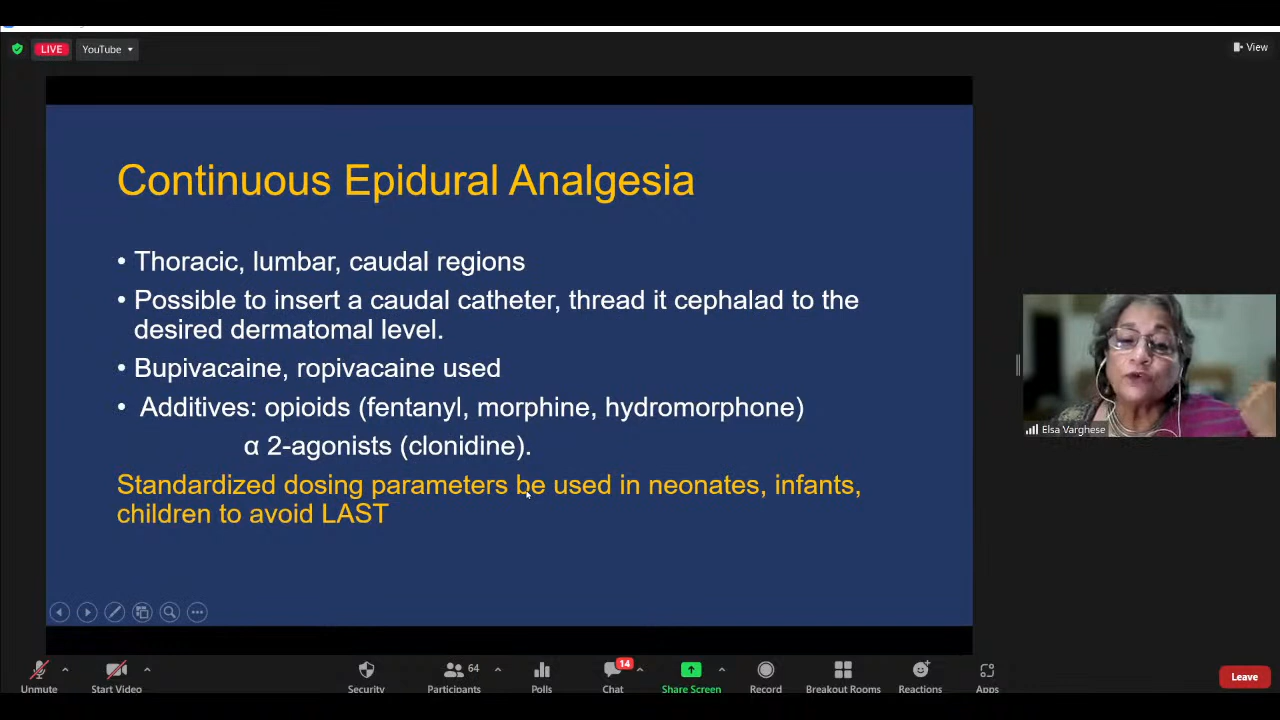 LIVE
YouTube
View
Continuous Epidural Analgesia
• Thoracic, lumbar, caudal regions
• Possible to insert a caudal catheter, thread it cephalad to the
desired dermatomal level.
• Bupivacaine, ropivacaine used
• Additives: opioids (fentanyl, morphine, hydromorphone)
α 2-agonists (clonidine).
Standardized dosing parameters be used in neonates, infants,
children to avoid LAST
Elsa Varghese
Unmute
Start Video
Security
64
Participants
Polls
14
Chat
Share Screen
Record
Breakout Rooms
Reactions
Apps
Leave